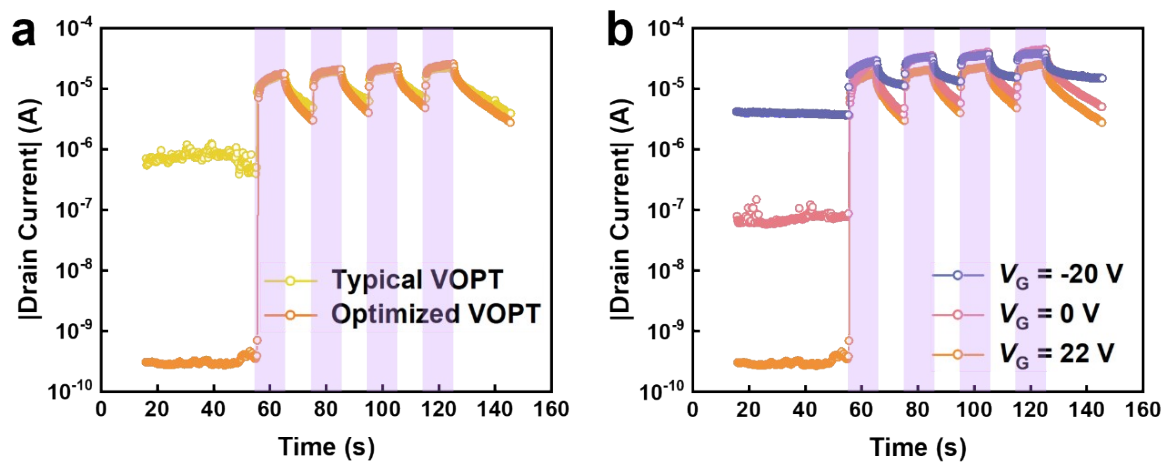 a
10⁻⁴
10⁻⁵
10⁻⁶
10⁻⁷
10⁻⁸
10⁻⁹
10⁻¹⁰
|Drain Current| (A)
Typical VOPT
Optimized VOPT
0 20 40 60 80 100 120 140 160
Time (s)
b
10⁻⁴
10⁻⁵
10⁻⁶
10⁻⁷
10⁻⁸
10⁻⁹
10⁻¹⁰
|Drain Current| (A)
V_G = -20 V
V_G = 0 V
V_G = 22 V
0 20 40 60 80 100 120 140 160
Time (s)